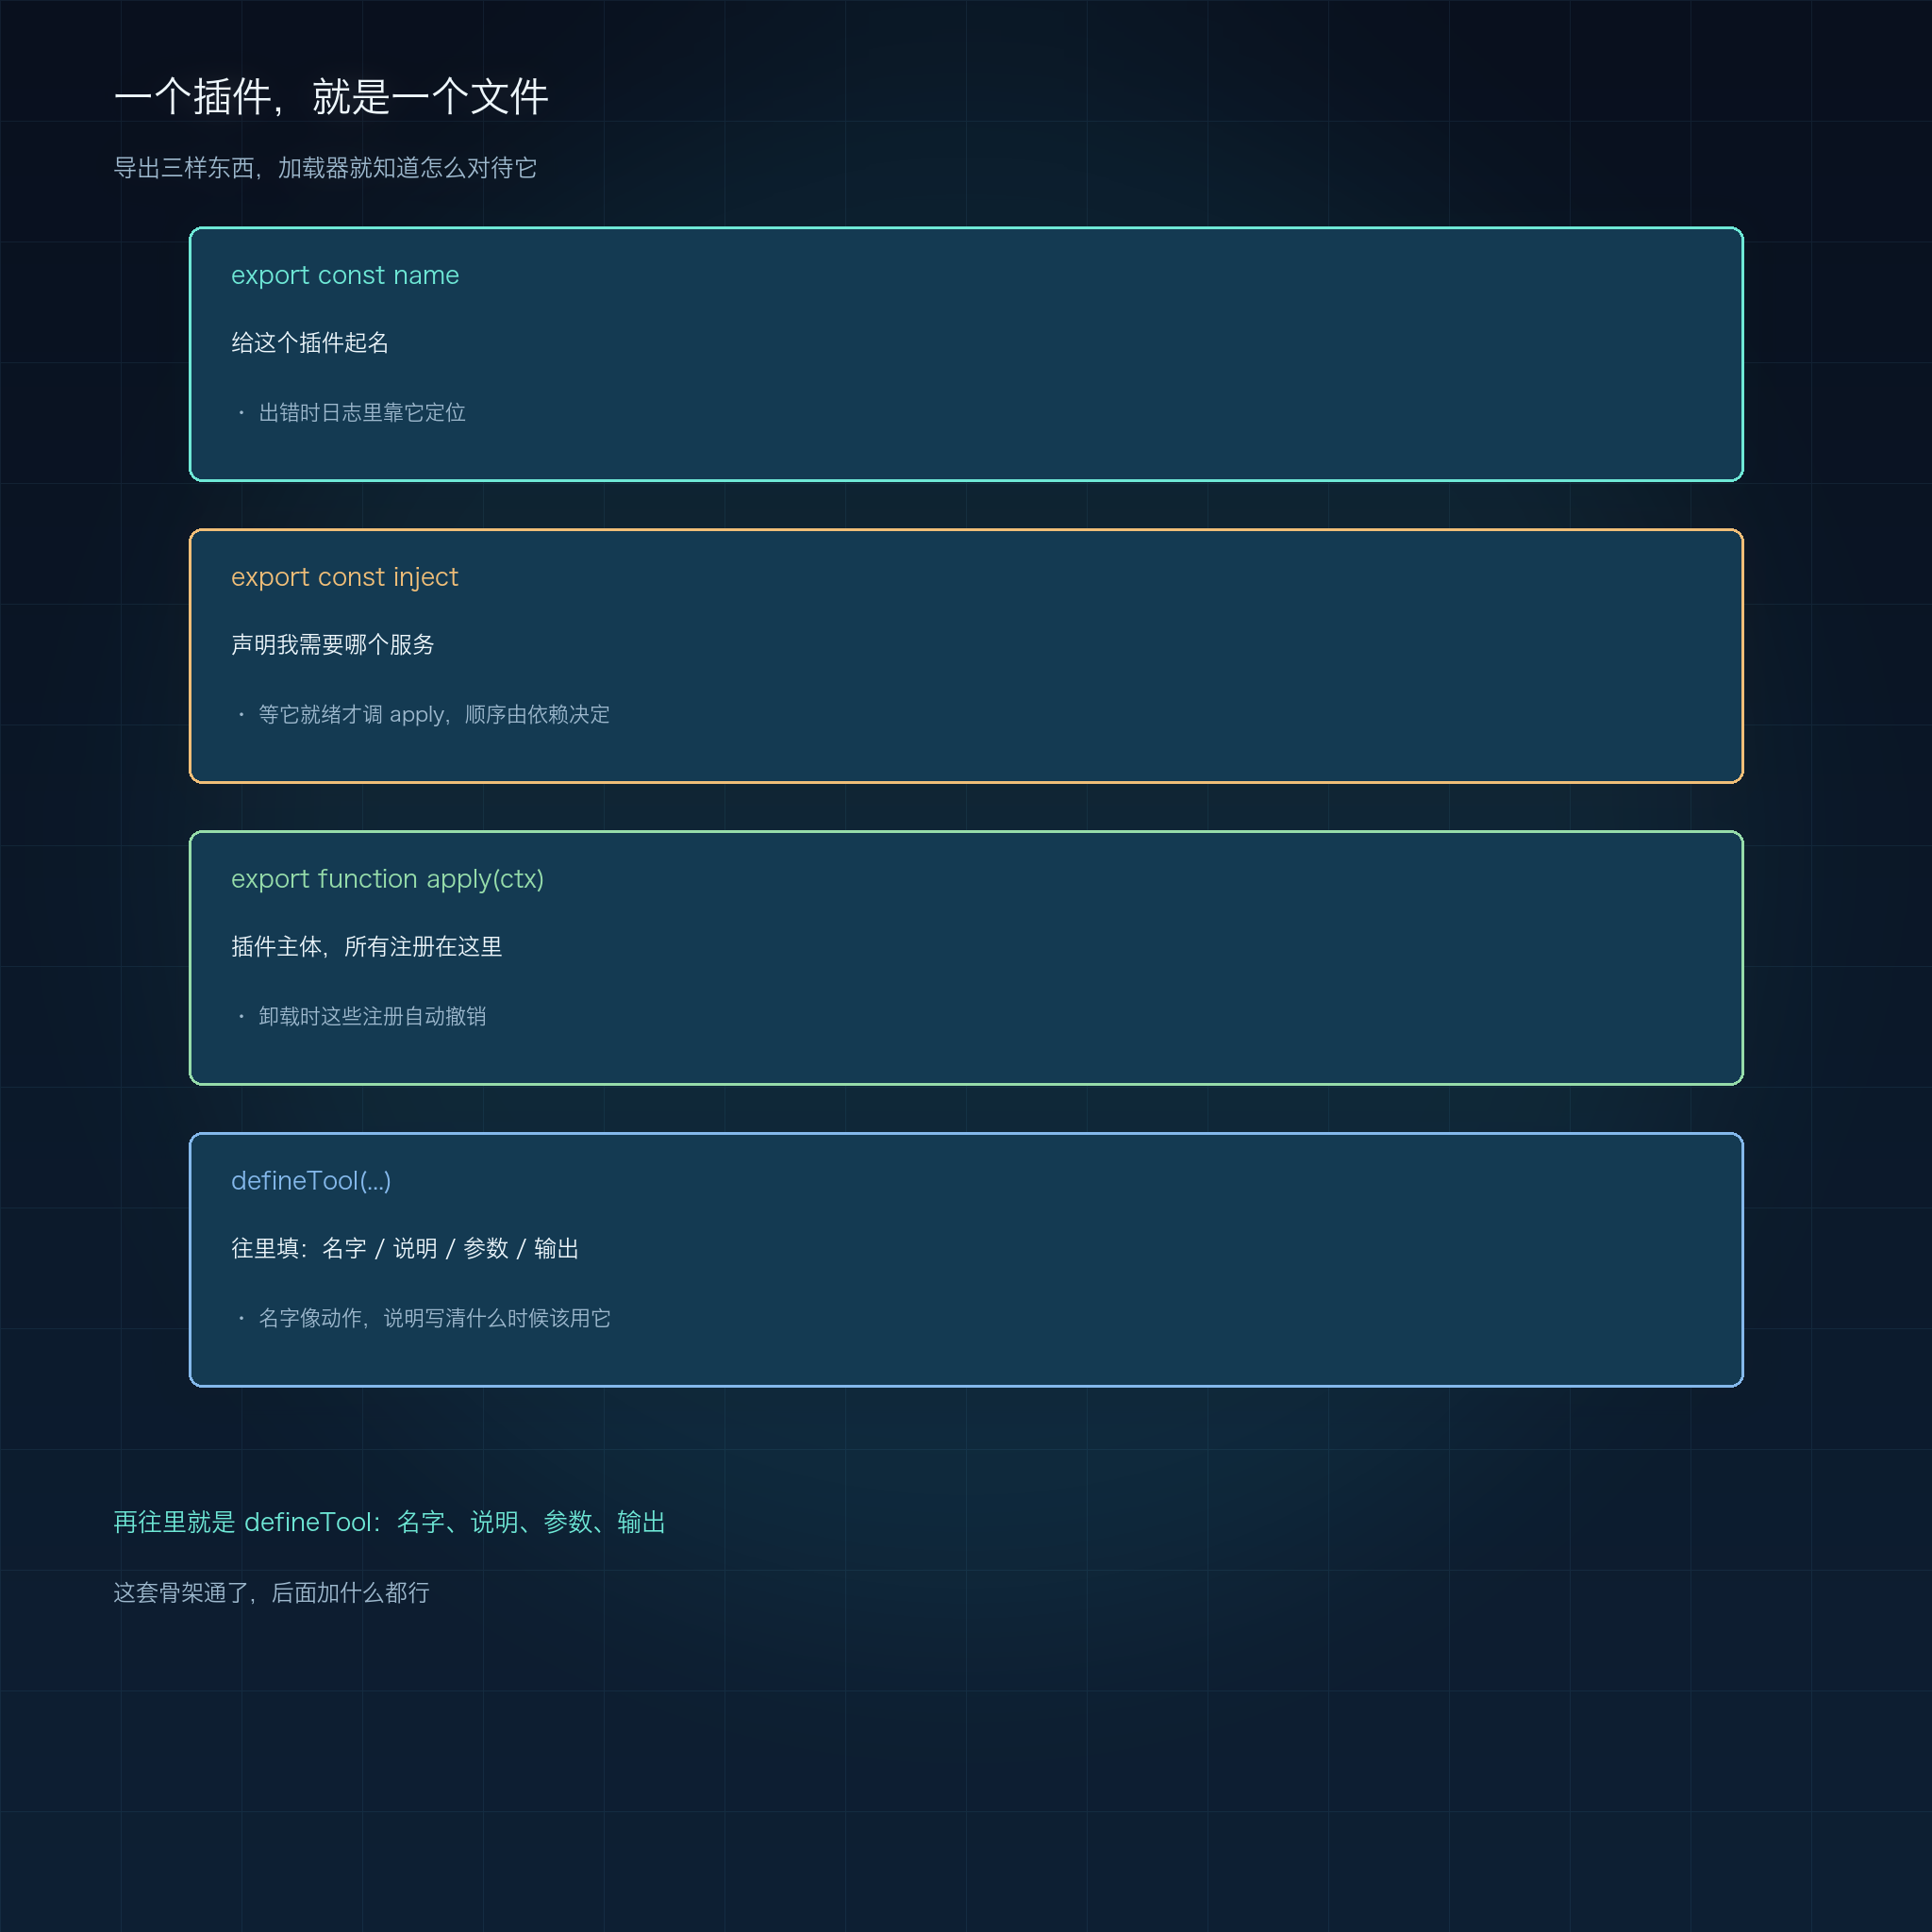 一个插件，就是一个文件
导出三样东西，加载器就知道怎么对待它
export const name
给这个插件起名
· 出错时日志里靠它定位
export const inject
声明我需要哪个服务
· 等它就绪才调 apply，顺序由依赖决定
export function apply(ctx)
插件主体，所有注册在这里
· 卸载时这些注册自动撤销
defineTool(...)
往里填：名字 / 说明 / 参数 / 输出
· 名字像动作，说明写清什么时候该用它
再往里就是 defineTool：名字、说明、参数、输出
这套骨架通了，后面加什么都行